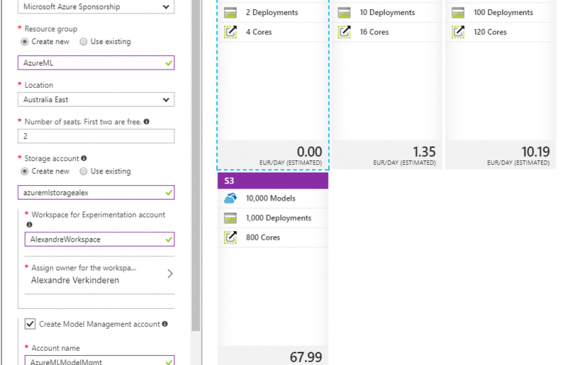 Microsoft Azure Sponsorship
* Resource group
Create new Use existing
AzureML
* Location
Australia East
* Number of seats. First two are free.
2
* Storage account
Create new Use existing
azuremlstoragealex
* Workspace for Experimentation account
AlexandreWorkspace
* Assign owner for the workspa...
Alexandre Verkinderen
Create Model Management account
* Account name
AzureMLModelMgmt
2 Deployments
4 Cores
0.00
EUR/DAY (ESTIMATED)
10 Deployments
16 Cores
1.35
EUR/DAY (ESTIMATED)
100 Deployments
120 Cores
10.19
EUR/DAY (ESTIMATED)
S3
10,000 Models
1,000 Deployments
800 Cores
67.99